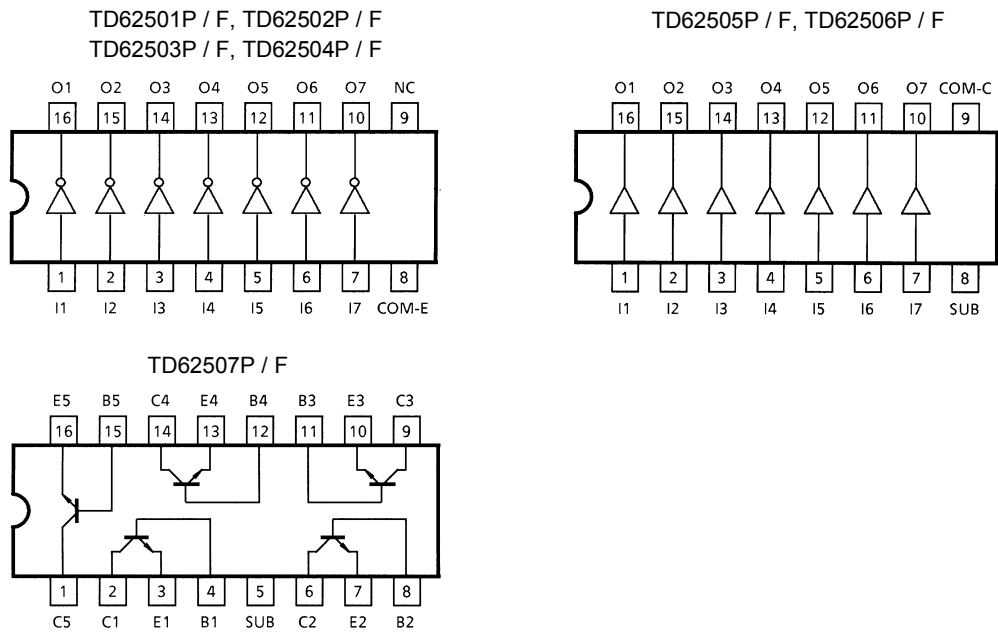 TD62501P / F, TD62502P / F
TD62503P / F, TD62504P / F
O1 O2 O3 O4 O5 O6 O7 NC
16 15 14 13 12 11 10 9
1 2 3 4 5 6 7 8
I1 I2 I3 I4 I5 I6 I7 COM-E
TD62505P / F, TD62506P / F
O1 O2 O3 O4 O5 O6 O7 COM-C
16 15 14 13 12 11 10 9
1 2 3 4 5 6 7 8
I1 I2 I3 I4 I5 I6 I7 SUB
TD62507P / F
E5 B5 C4 E4 B4 B3 E3 C3
16 15 14 13 12 11 10 9
1 2 3 4 5 6 7 8
C5 C1 E1 B1 SUB C2 E2 B2